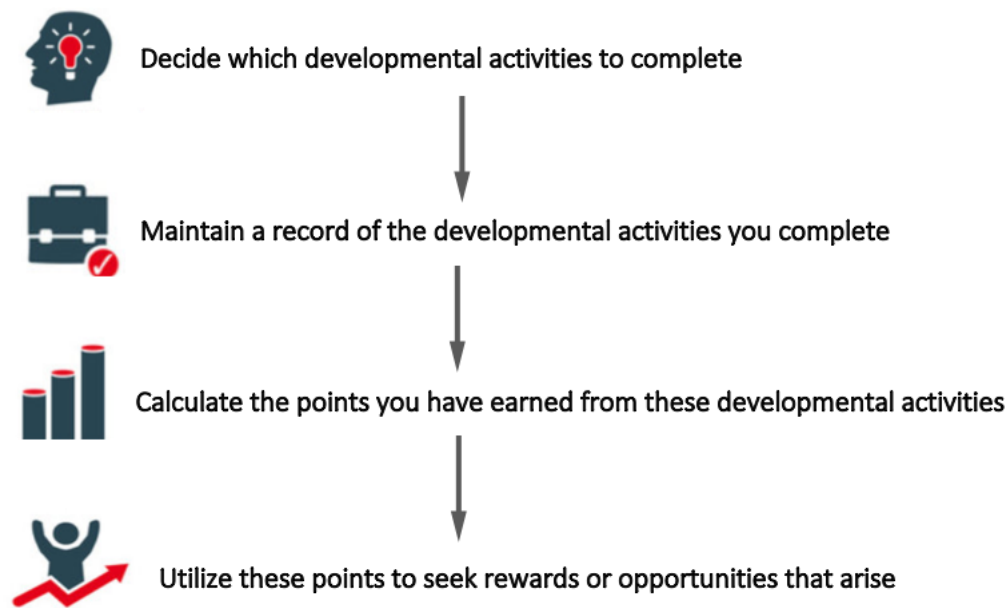 Decide which developmental activities to complete
Maintain a record of the developmental activities you complete
Calculate the points you have earned from these developmental activities
Utilize these points to seek rewards or opportunities that arise